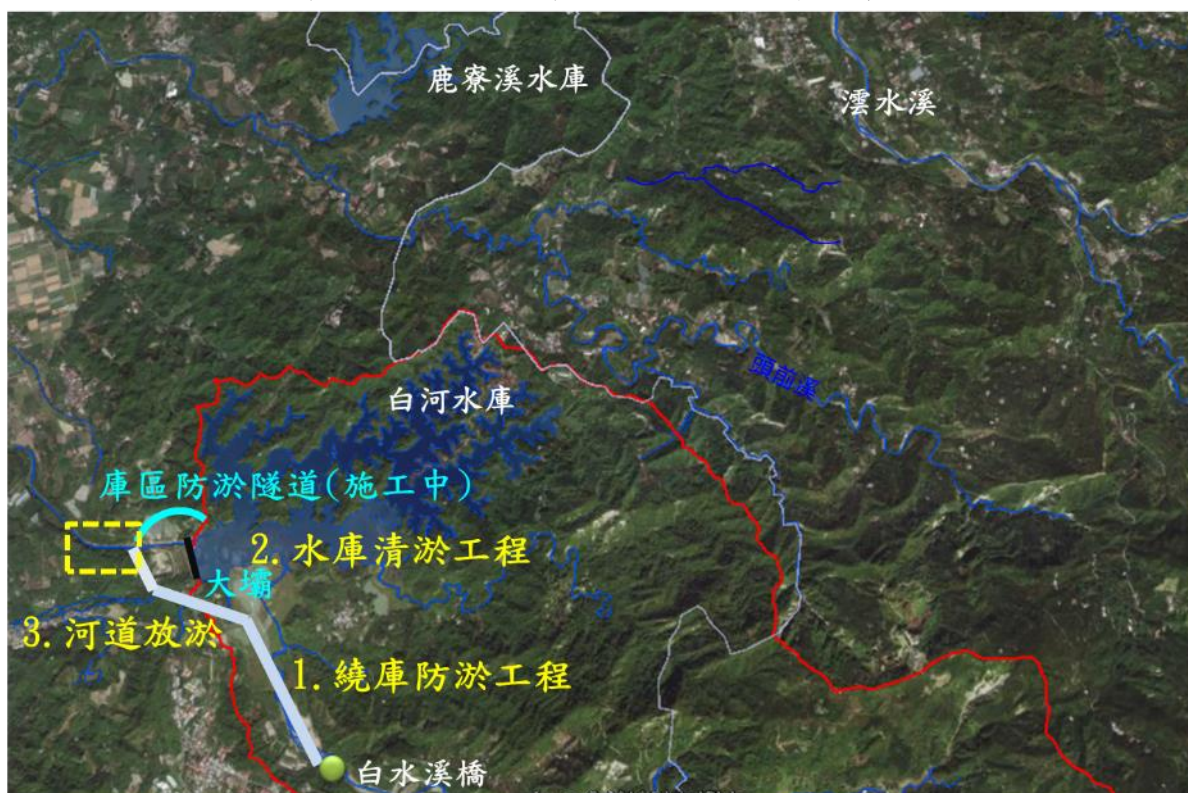 鹿寮溪水庫
澐水溪
頭前溪
白河水庫
庫區防淤隧道(施工中)
2.水庫清淤工程
大壩
3.河道放淤
1.繞庫防淤工程
白水溪橋